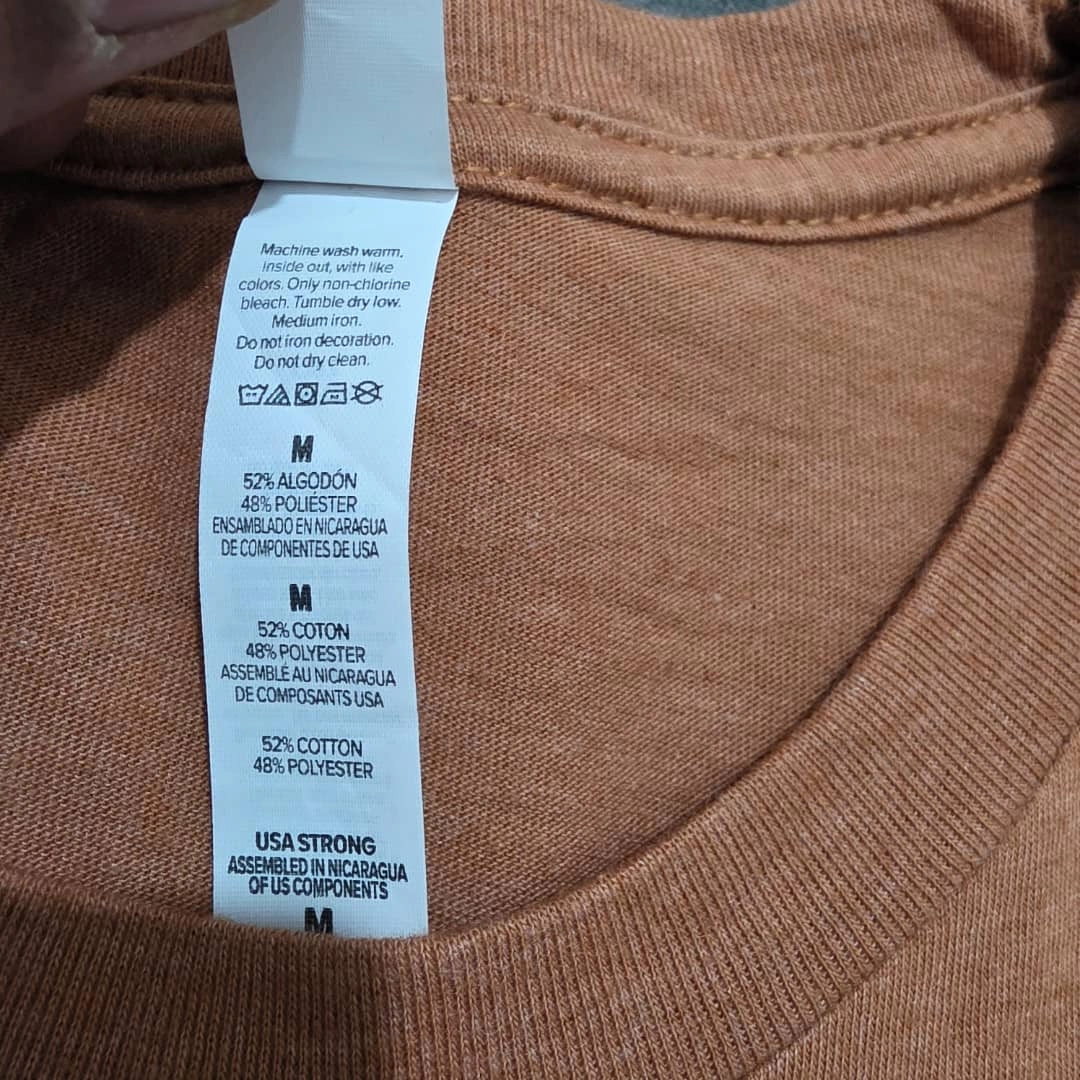 Machine wash warm,
inside out, with like
colors. Only non-chlorine
bleach. Tumble dry low.
Medium iron.
Do not iron decoration.
Do not dry clean.
M
52% ALGODÓN
48% POLIÉSTER
ENSAMBLADO EN NICARAGUA
DE COMPONENTES DE USA
M
52% COTON
48% POLYESTER
ASSEMBLÉ AU NICARAGUA
DE COMPOSANTS USA
52% COTTON
48% POLYESTER
USA STRONG
ASSEMBLED IN NICARAGUA
OF US COMPONENTS
M